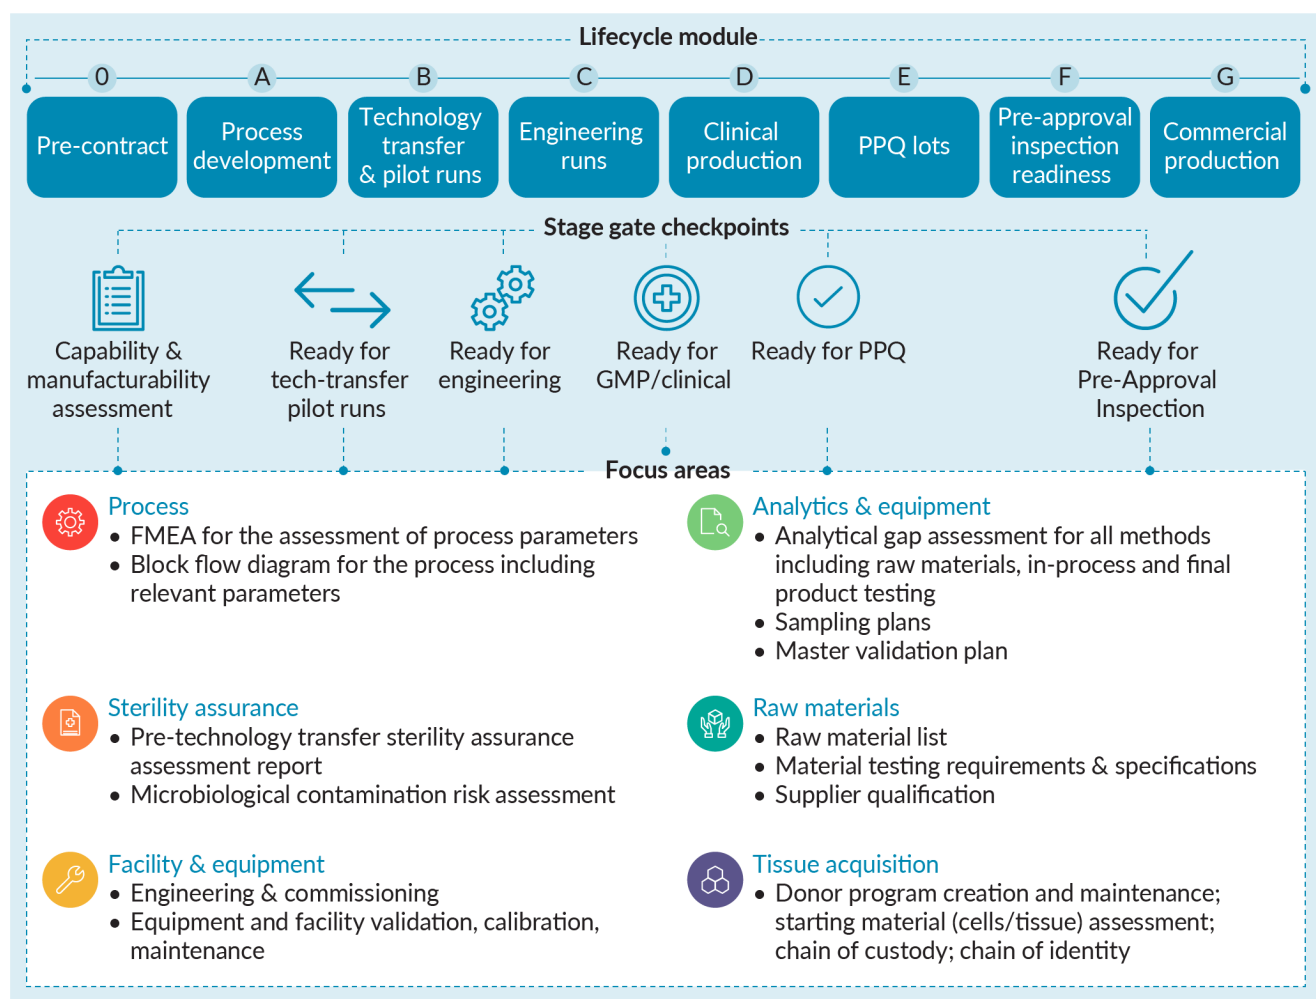 Lifecycle module
0
A
B
C
D
E
F
G
Pre-contract
Process
development
Technology
transfer
& pilot runs
Engineering
runs
Clinical
production
PPQ lots
Pre-approval
inspection
readiness
Commercial
production
Stage gate checkpoints
Capability &
manufacturability
assessment
Ready for
tech-transfer
pilot runs
Ready for
engineering
Ready for
GMP/clinical
Ready for PPQ
Ready for
Pre-Approval
Inspection
Focus areas
Process
• FMEA for the assessment of process parameters
• Block flow diagram for the process including
relevant parameters
Analytics & equipment
• Analytical gap assessment for all methods
including raw materials, in-process and final
product testing
• Sampling plans
• Master validation plan
Sterility assurance
• Pre-technology transfer sterility assurance
assessment report
• Microbiological contamination risk assessment
Raw materials
• Raw material list
• Material testing requirements & specifications
• Supplier qualification
Facility & equipment
• Engineering & commissioning
• Equipment and facility validation, calibration,
maintenance
Tissue acquisition
• Donor program creation and maintenance;
starting material (cells/tissue) assessment;
chain of custody; chain of identity